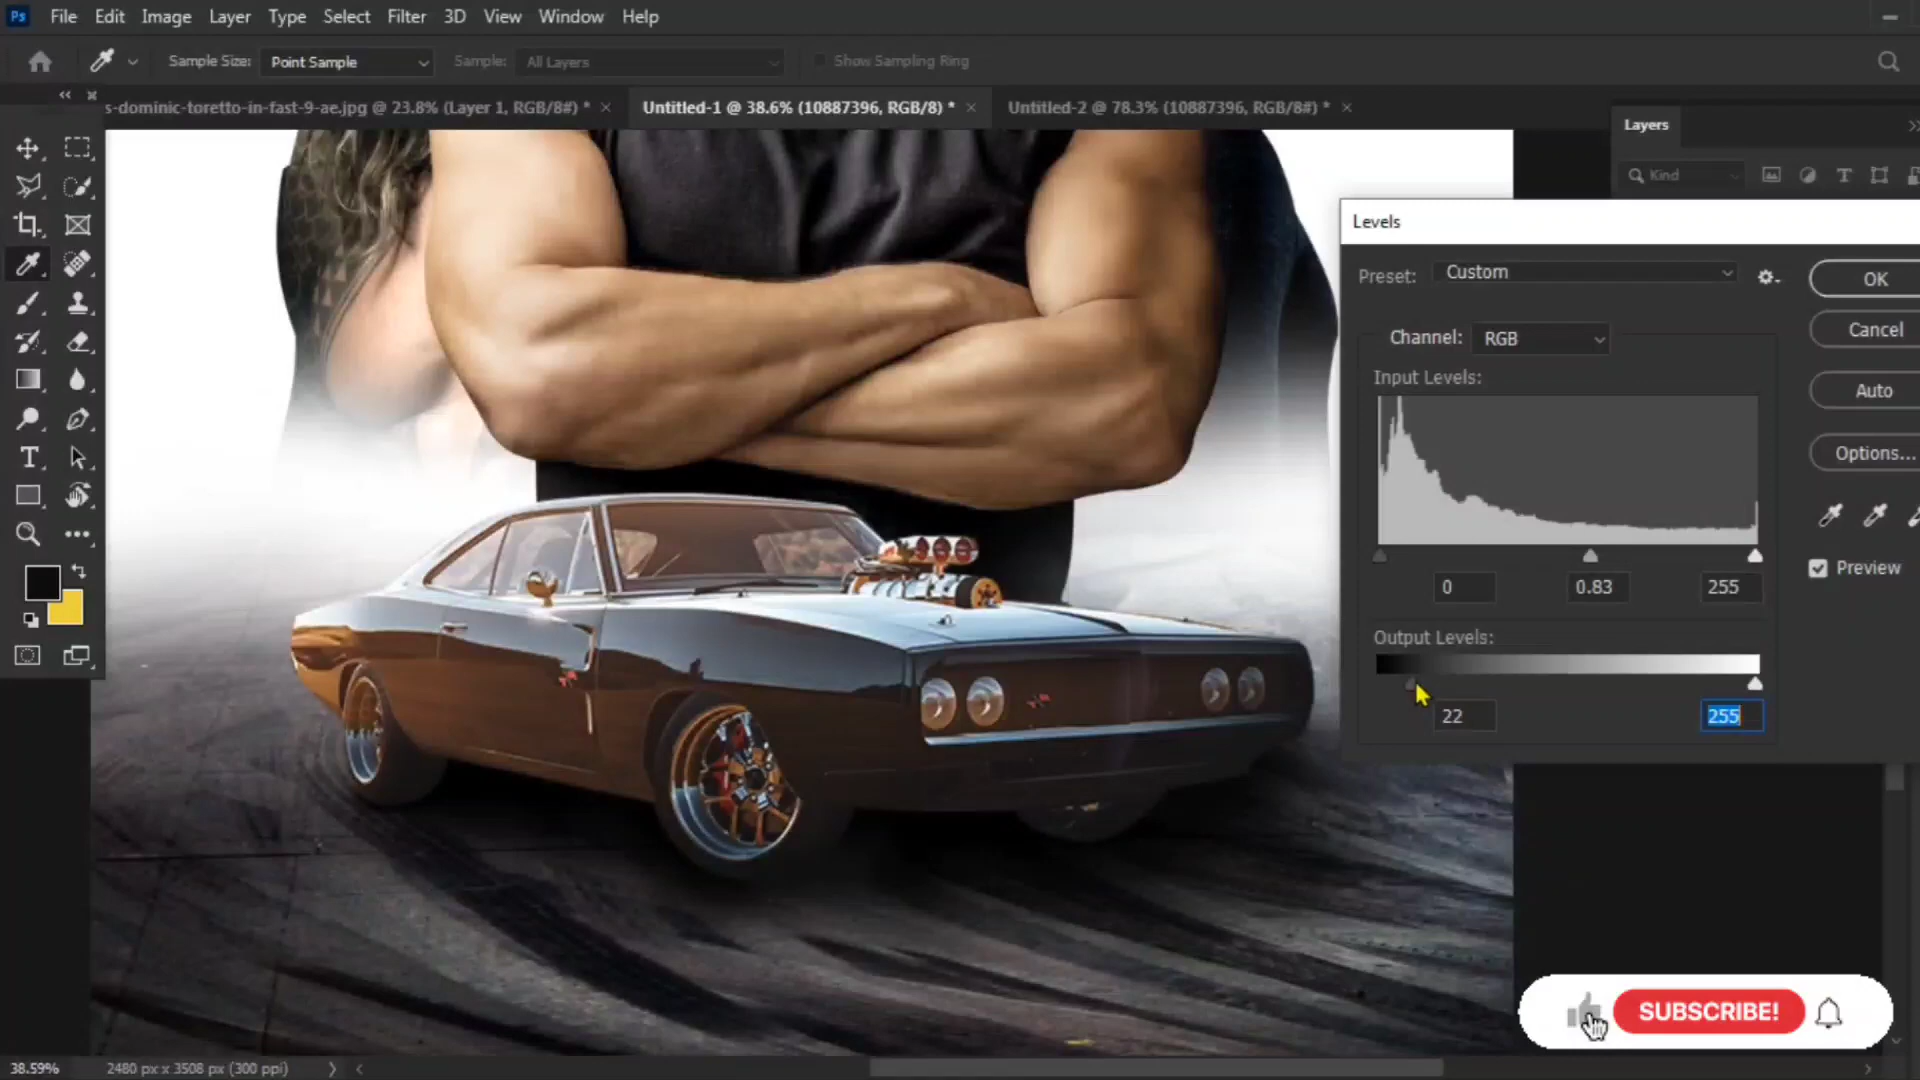 Ps File Edit Image Layer Type Select Filter 3D View Window Help
Sample Size: Point Sample Sample: All Layers Show Sampling Ring
s-dominic-toretto-in-fast-9-ae.jpg @ 23.8% (Layer 1, RGB/8#) * Untitled-1 @ 38.6% (10887396, RGB/8) * Untitled-2 @ 78.3% (10887396, RGB/8#) *
Layers
Kind
Levels
Preset: Custom
OK
Channel: RGB
Cancel
Input Levels:
Auto
Options...
Preview
0 0.83 255
Output Levels:
22 255
SUBSCRIBE!
38.59% 2480 px x 3508 px (300 ppi)